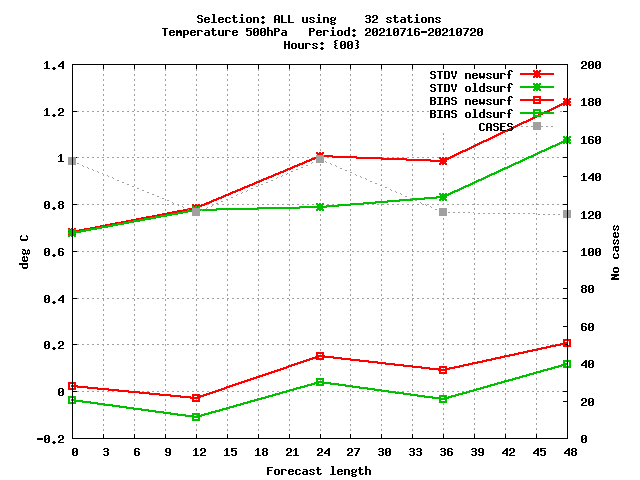 Selection: ALL using    32 stations
Temperature 500hPa   Period: 20210716-20210720
Hours: {00}
STDV newsurf
STDV oldsurf
BIAS newsurf
BIAS oldsurf
CASES
1.4
1.2
1
0.8
0.6
0.4
0.2
0
-0.2
deg C
200
180
160
140
120
100
80
60
40
20
0
No cases
0 3 6 9 12 15 18 21 24 27 30 33 36 39 42 45 48
Forecast length